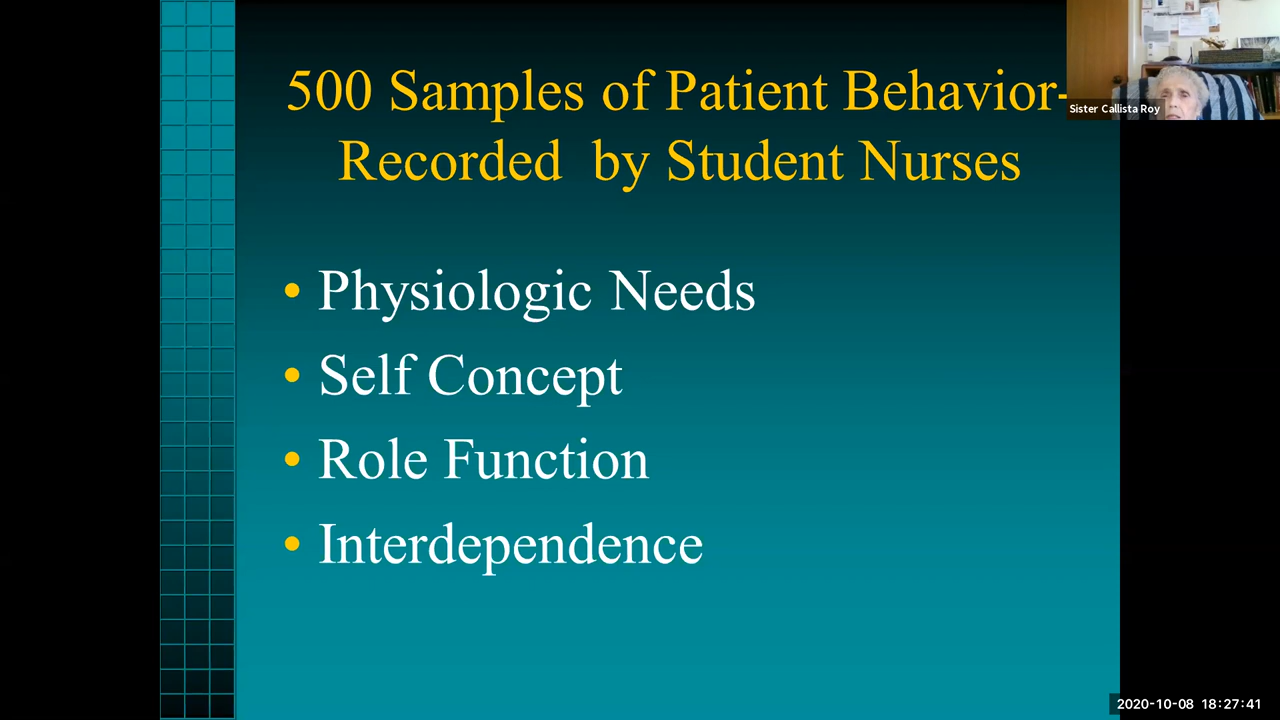 500 Samples of Patient Behavior-
Recorded by Student Nurses
• Physiologic Needs
• Self Concept
• Role Function
• Interdependence
Sister Callista Roy
2020-10-08 18:27:41